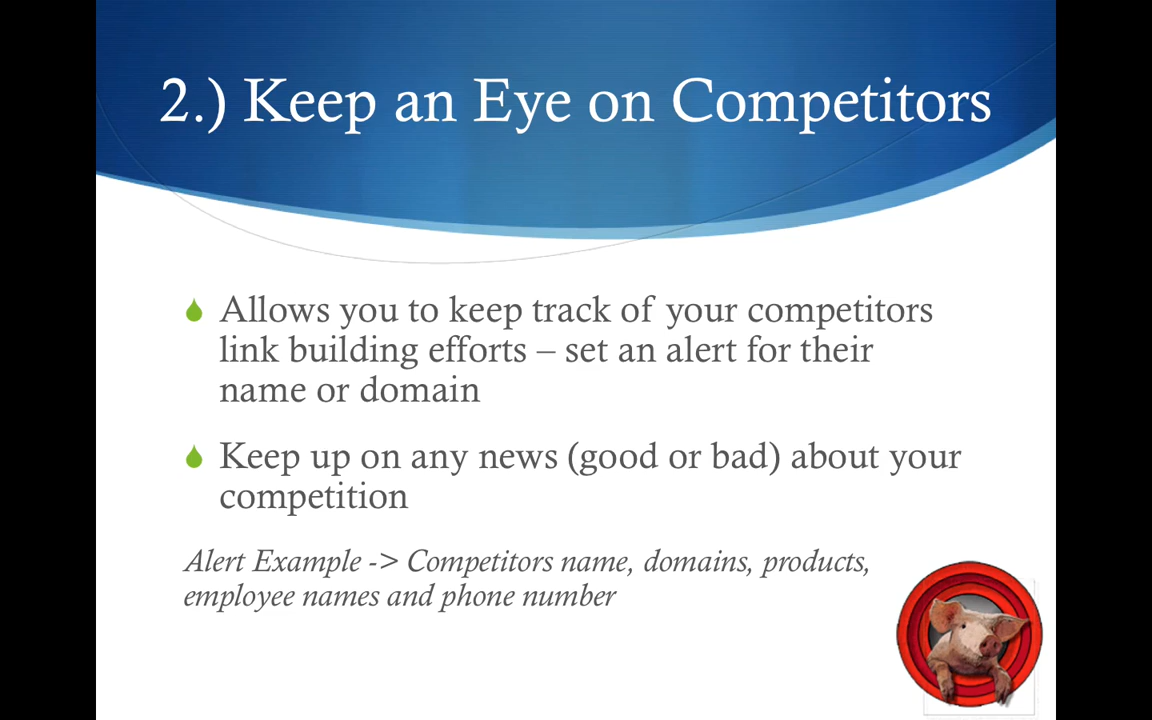 2.) Keep an Eye on Competitors
Allows you to keep track of your competitors
link building efforts – set an alert for their
name or domain
Keep up on any news (good or bad) about your
competition
Alert Example -> Competitors name, domains, products,
employee names and phone number